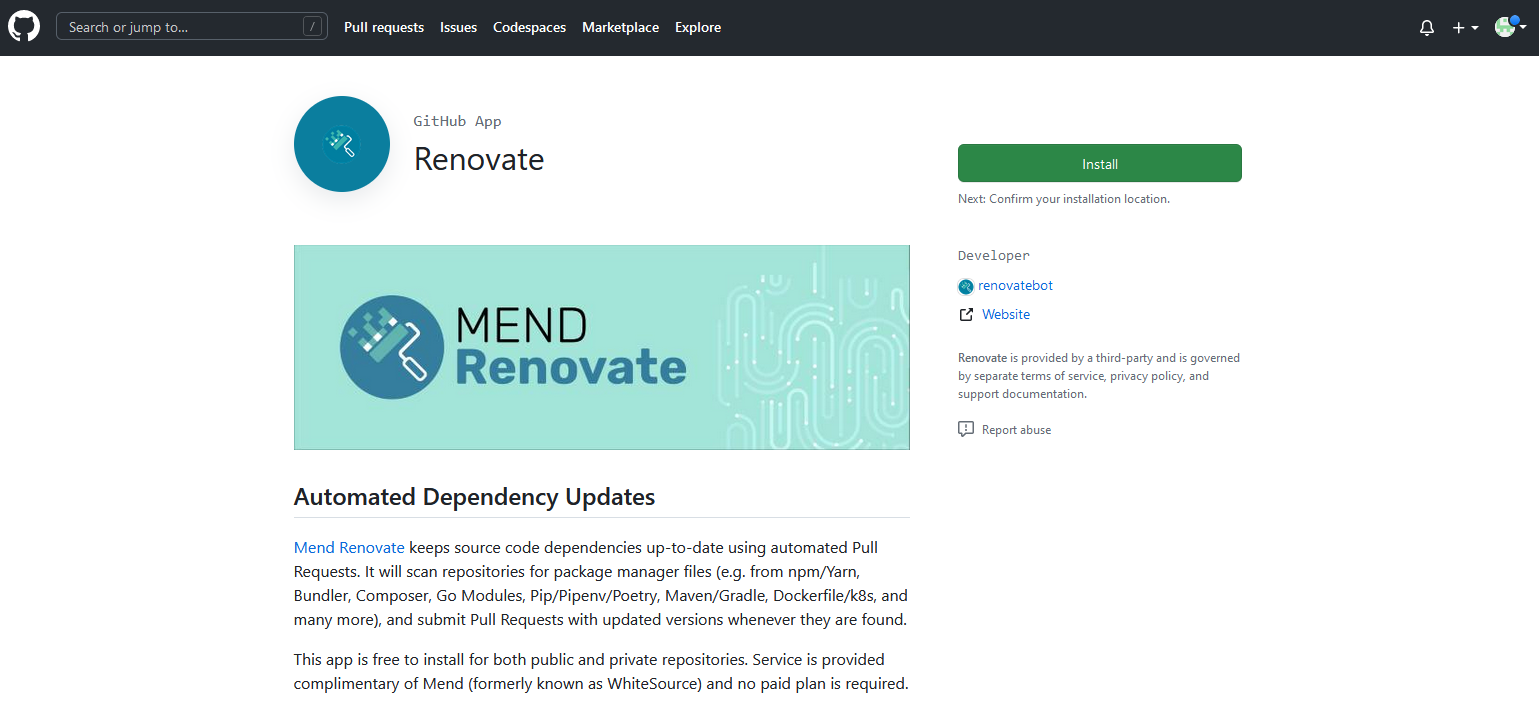 Search or jump to... /
Pull requests
Issues
Codespaces
Marketplace
Explore
GitHub App
Renovate
Install
Next: Confirm your installation location.
MEND
Renovate
Developer
renovatebot
Website
Renovate is provided by a third-party and is governed
by separate terms of service, privacy policy, and
support documentation.
Report abuse
Automated Dependency Updates
Mend Renovate keeps source code dependencies up-to-date using automated Pull
Requests. It will scan repositories for package manager files (e.g. from npm/Yarn,
Bundler, Composer, Go Modules, Pip/Pipenv/Poetry, Maven/Gradle, Dockerfile/k8s, and
many more), and submit Pull Requests with updated versions whenever they are found.
This app is free to install for both public and private repositories. Service is provided
complimentary of Mend (formerly known as WhiteSource) and no paid plan is required.